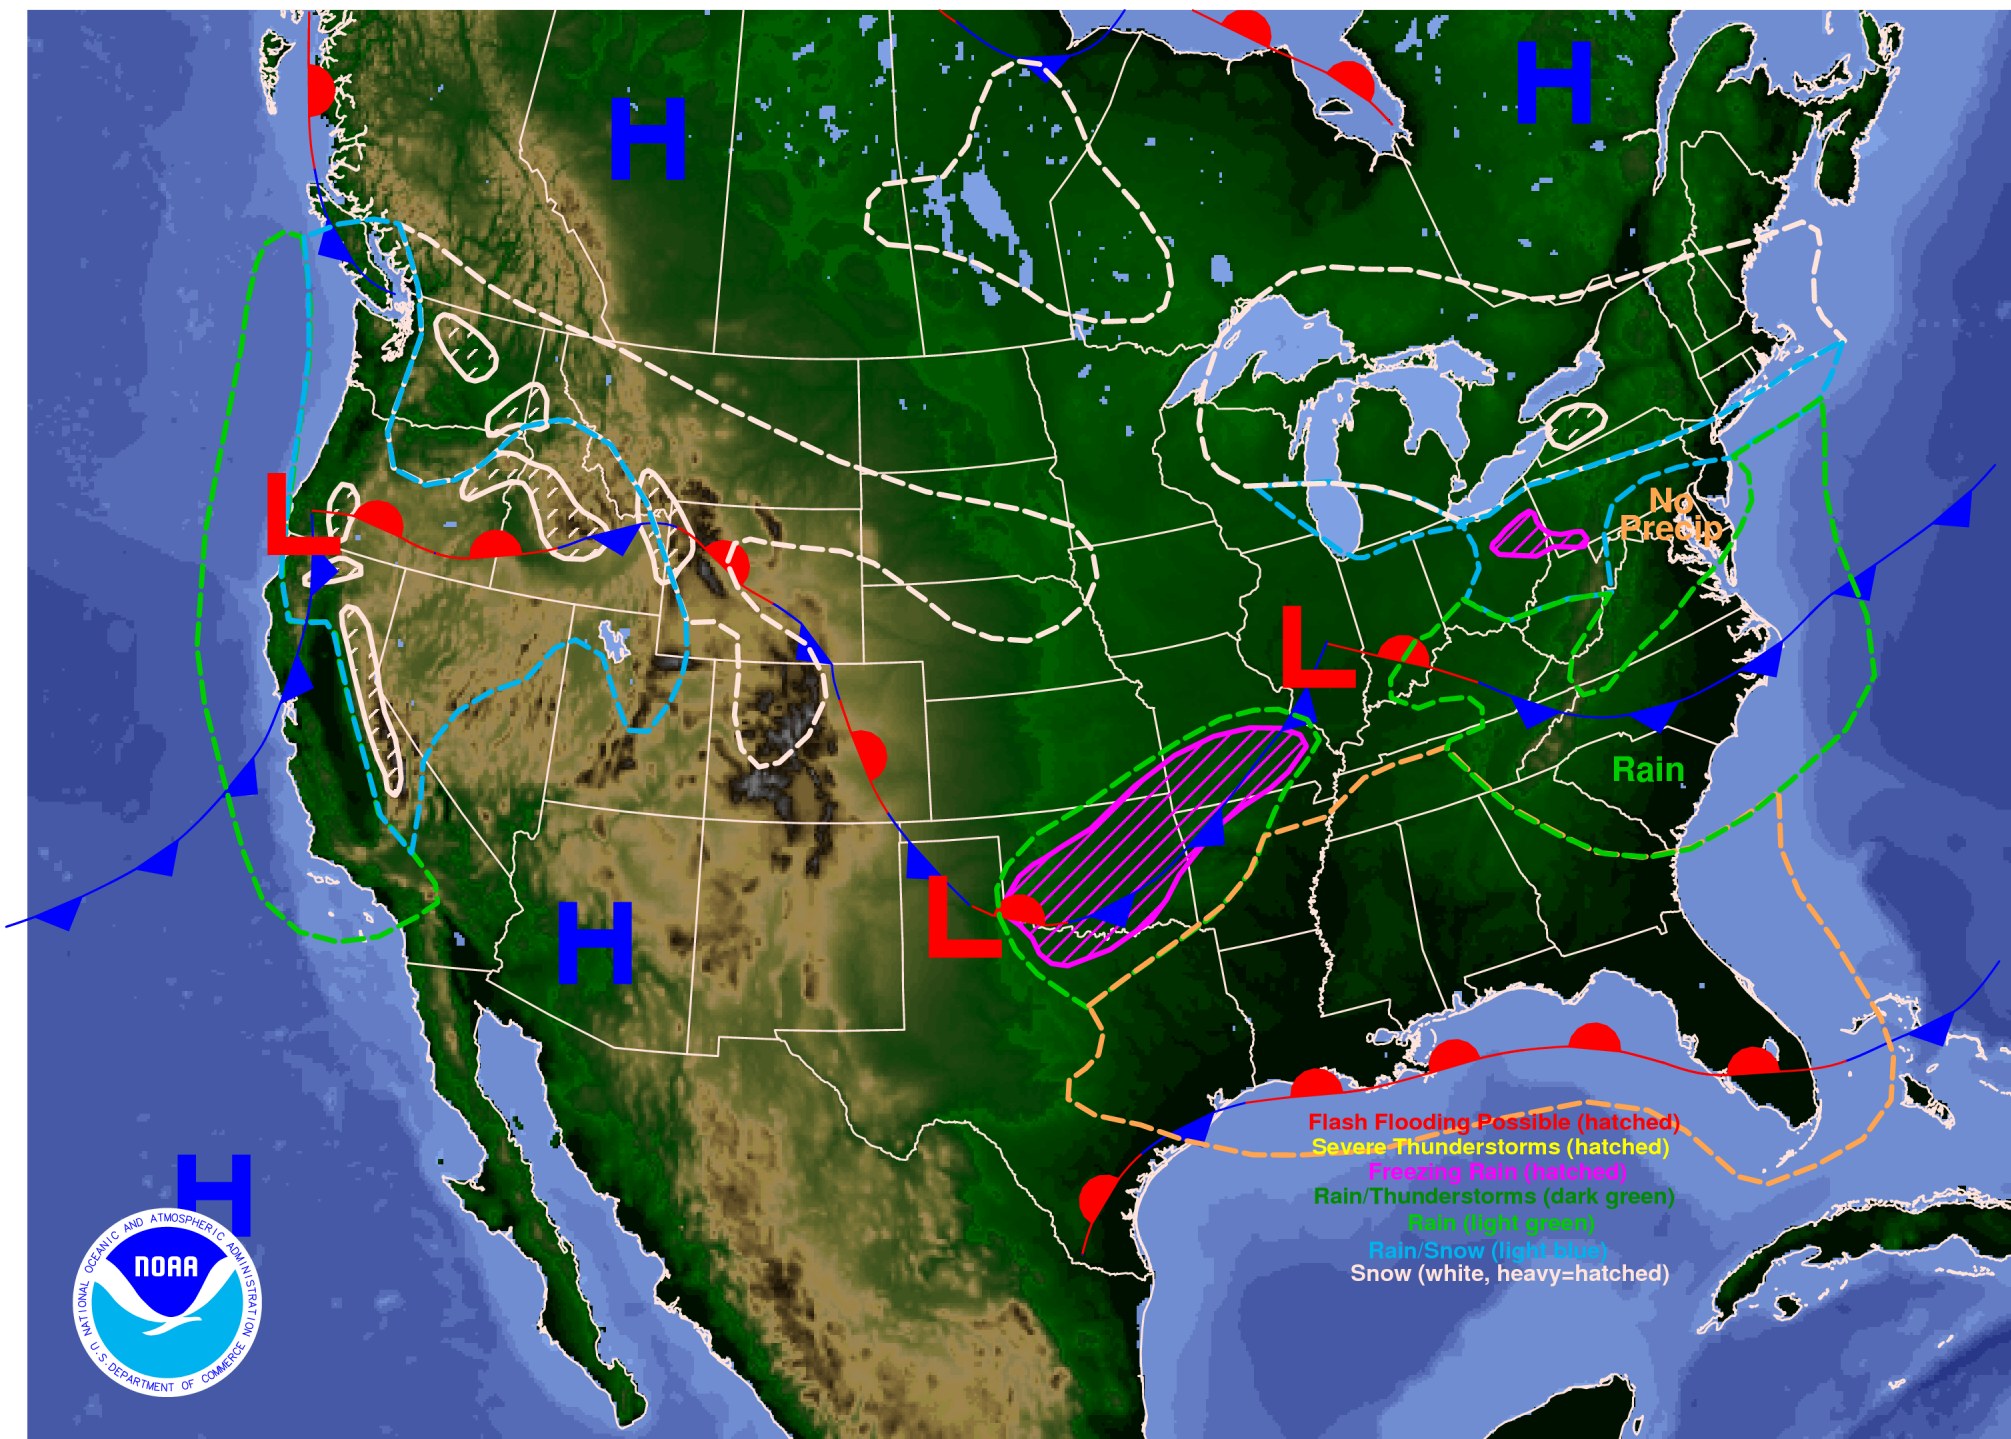 H
H
No
Precip
L
L
Rain
L
H
Flash Flooding Possible (hatched)
Severe Thunderstorms (hatched)
Freezing Rain (hatched)
Rain/Thunderstorms (dark green)
Rain (light green)
Rain/Snow (light blue)
Snow (white, heavy=hatched)
H
NATIONAL OCEANIC AND ATMOSPHERIC ADMINISTRATION
NOAA
U.S. DEPARTMENT OF COMMERCE